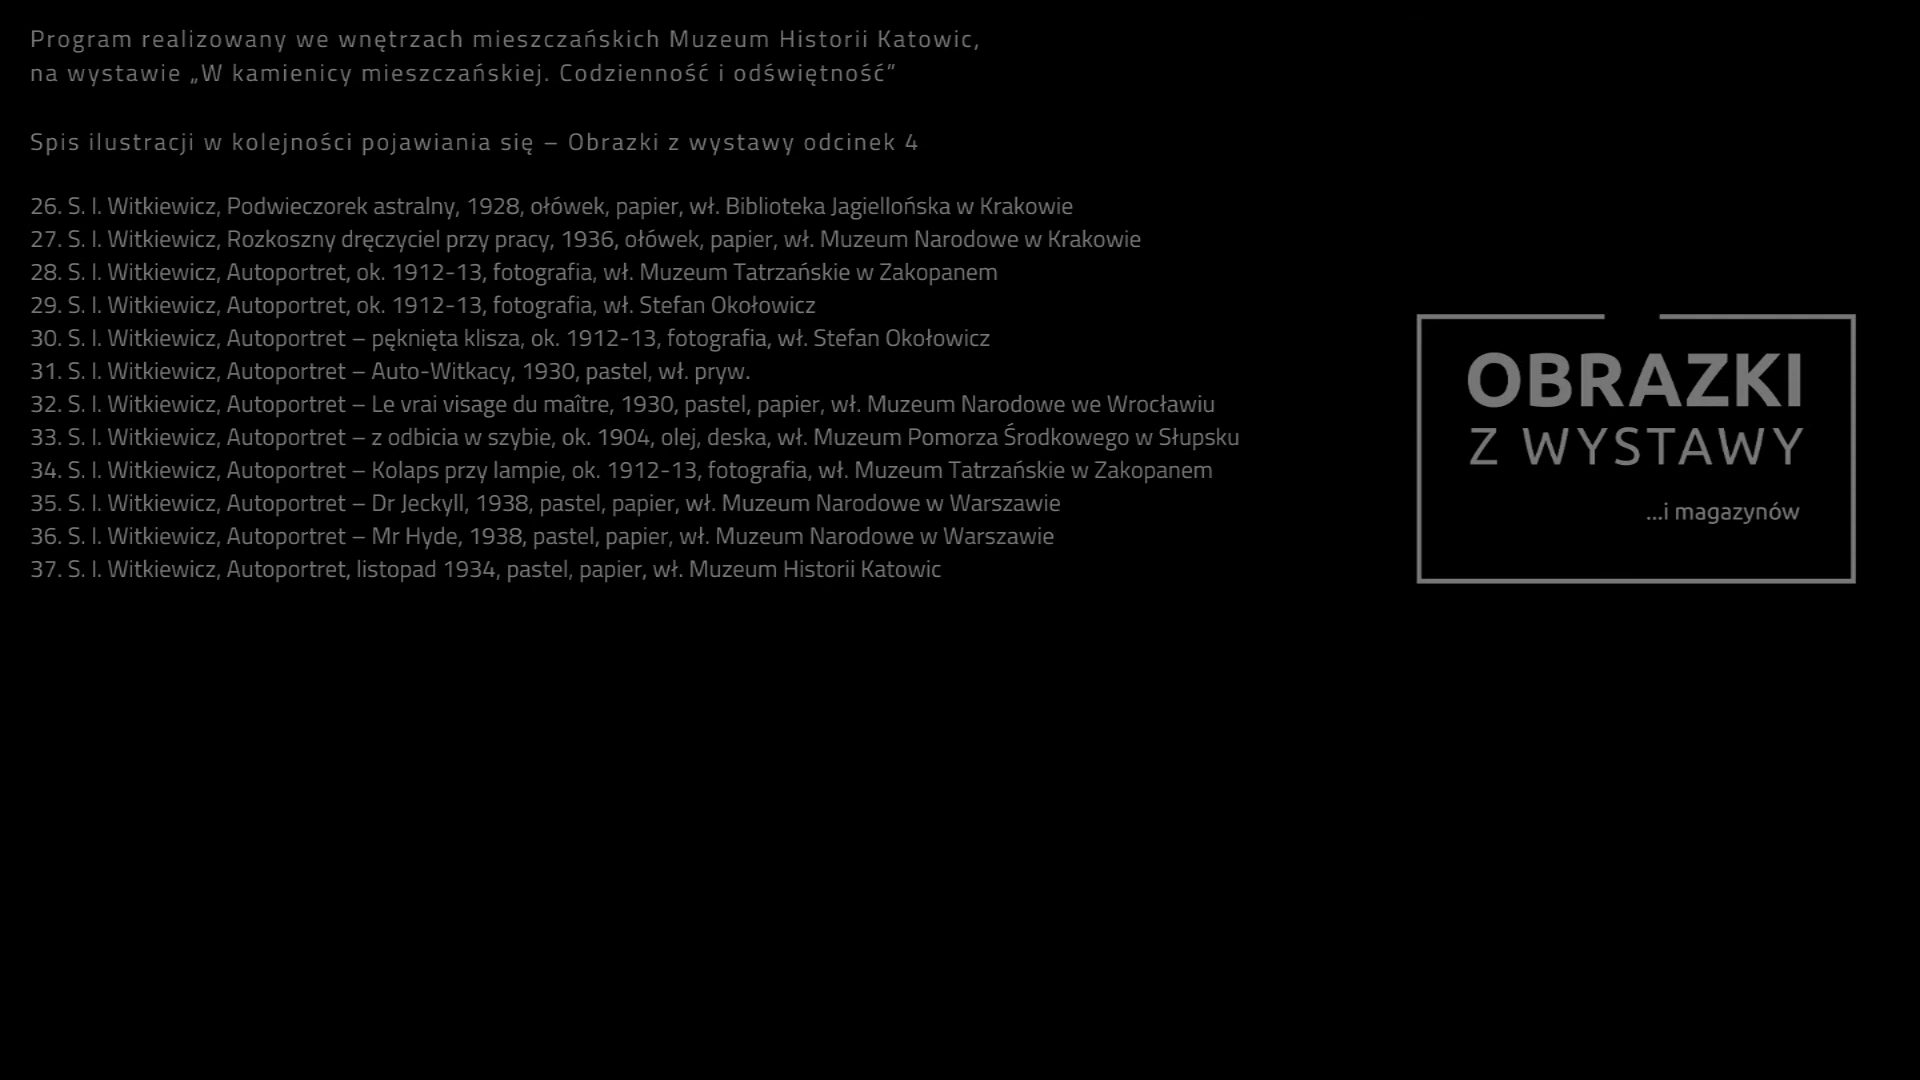 Program realizowany we wnętrzach mieszczańskich Muzeum Historii Katowic,
na wystawie „W kamienicy mieszczańskiej. Codzienność i odświętność”
Spis ilustracji w kolejności pojawiania się – Obrazki z wystawy odcinek 4
26. S. I. Witkiewicz, Podwieczorek astralny, 1928, ołówek, papier, wł. Biblioteka Jagiellońska w Krakowie
27. S. I. Witkiewicz, Rozkoszny dręczyciel przy pracy, 1936, ołówek, papier, wł. Muzeum Narodowe w Krakowie
28. S. I. Witkiewicz, Autoportret, ok. 1912-13, fotografia, wł. Muzeum Tatrzańskie w Zakopanem
29. S. I. Witkiewicz, Autoportret, ok. 1912-13, fotografia, wł. Stefan Okołowicz
30. S. I. Witkiewicz, Autoportret – pęknięta klisza, ok. 1912-13, fotografia, wł. Stefan Okołowicz
31. S. I. Witkiewicz, Autoportret – Auto-Witkacy, 1930, pastel, wł. pryw.
32. S. I. Witkiewicz, Autoportret – Le vrai visage du maître, 1930, pastel, papier, wł. Muzeum Narodowe we Wrocławiu
33. S. I. Witkiewicz, Autoportret – z odbicia w szybie, ok. 1904, olej, deska, wł. Muzeum Pomorza Środkowego w Słupsku
34. S. I. Witkiewicz, Autoportret – Kolaps przy lampie, ok. 1912-13, fotografia, wł. Muzeum Tatrzańskie w Zakopanem
35. S. I. Witkiewicz, Autoportret – Dr Jeckyll, 1938, pastel, papier, wł. Muzeum Narodowe w Warszawie
36. S. I. Witkiewicz, Autoportret – Mr Hyde, 1938, pastel, papier, wł. Muzeum Narodowe w Warszawie
37. S. I. Witkiewicz, Autoportret, listopad 1934, pastel, papier, wł. Muzeum Historii Katowic
OBRAZKI
Z WYSTAWY
...i magazynów